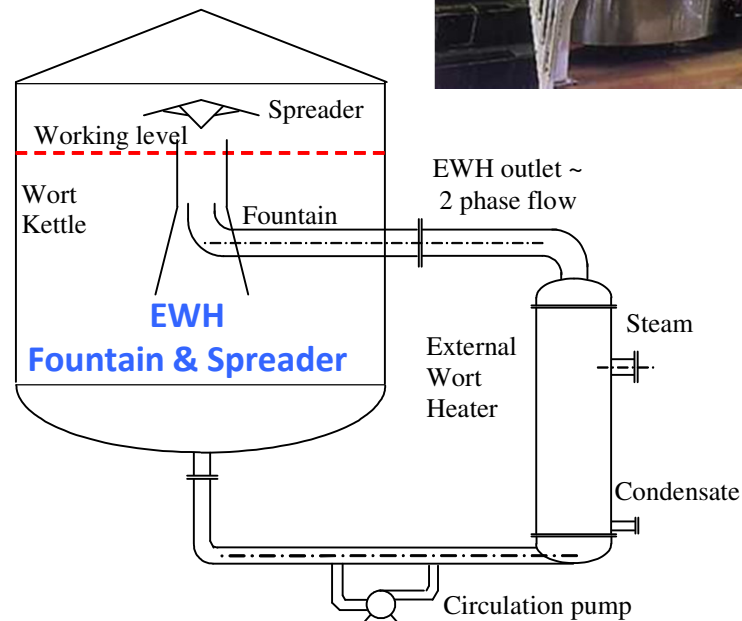 Spreader
Working level
Wort
Kettle
EWH outlet ~
2 phase flow
Fountain
EWH
Fountain & Spreader
Steam
External
Wort
Heater
Condensate
Circulation pump